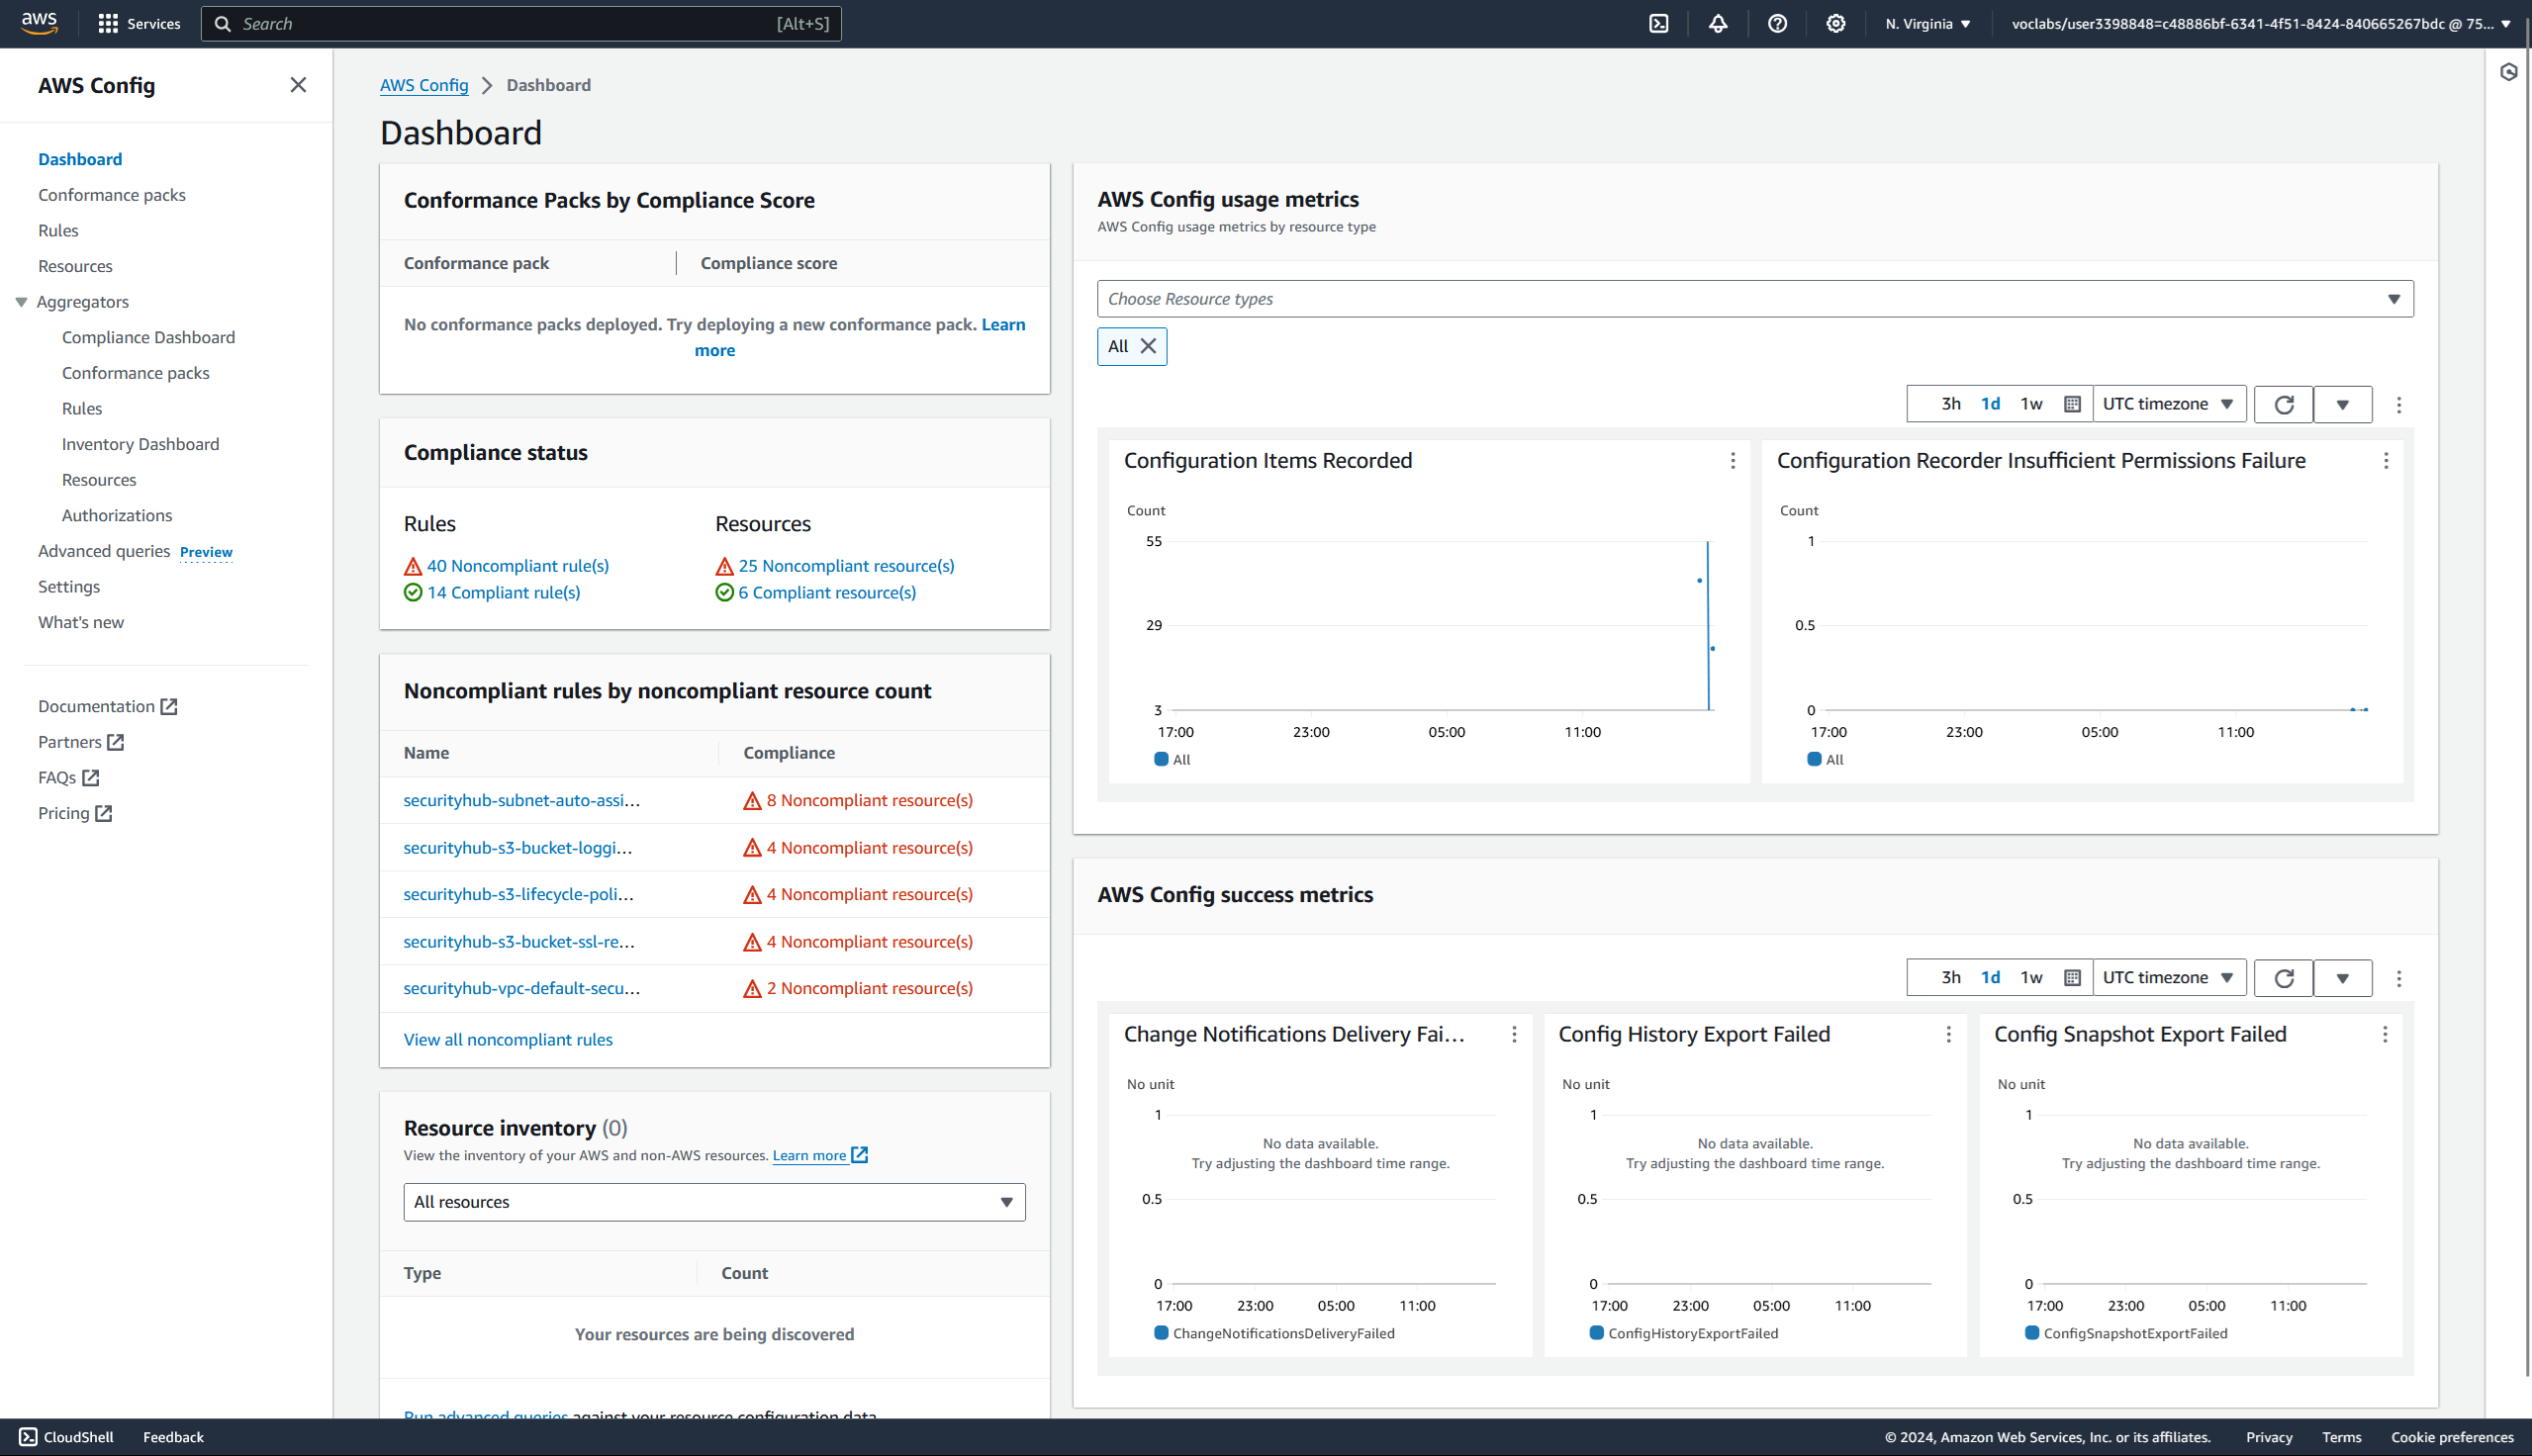 aws
Services
Search
[Alt+S]
N. Virginia
voclabs/user3398848=c48886bf-6341-4f51-8424-840665267bdc @ 75...
AWS Config
Dashboard
Conformance packs
Rules
Resources
Aggregators
Compliance Dashboard
Conformance packs
Rules
Inventory Dashboard
Resources
Authorizations
Advanced queries Preview
Settings
What's new
Documentation
Partners
FAQs
Pricing
AWS Config > Dashboard
Dashboard
Conformance Packs by Compliance Score
Conformance pack
Compliance score
No conformance packs deployed. Try deploying a new conformance pack. Learn
more
Compliance status
Rules
40 Noncompliant rule(s)
14 Compliant rule(s)
Resources
25 Noncompliant resource(s)
6 Compliant resource(s)
Noncompliant rules by noncompliant resource count
Name
Compliance
securityhub-subnet-auto-assi...
8 Noncompliant resource(s)
securityhub-s3-bucket-loggi...
4 Noncompliant resource(s)
securityhub-s3-lifecycle-poli...
4 Noncompliant resource(s)
securityhub-s3-bucket-ssl-re...
4 Noncompliant resource(s)
securityhub-vpc-default-secu...
2 Noncompliant resource(s)
View all noncompliant rules
Resource inventory (0)
View the inventory of your AWS and non-AWS resources. Learn more
All resources
Type
Count
Your resources are being discovered
Run advanced queries against your resource configuration data
AWS Config usage metrics
AWS Config usage metrics by resource type
Choose Resource types
All
3h 1d 1w UTC timezone
Configuration Items Recorded
Count
55
29
3
17:00 23:00 05:00 11:00
All
Configuration Recorder Insufficient Permissions Failure
Count
1
0.5
0
17:00 23:00 05:00 11:00
All
AWS Config success metrics
3h 1d 1w UTC timezone
Change Notifications Delivery Fai...
No unit
1
No data available.
Try adjusting the dashboard time range.
0.5
0
17:00 23:00 05:00 11:00
ChangeNotificationsDeliveryFailed
Config History Export Failed
No unit
1
No data available.
Try adjusting the dashboard time range.
0.5
0
17:00 23:00 05:00 11:00
ConfigHistoryExportFailed
Config Snapshot Export Failed
No unit
1
No data available.
Try adjusting the dashboard time range.
0.5
0
17:00 23:00 05:00 11:00
ConfigSnapshotExportFailed
CloudShell
Feedback
© 2024, Amazon Web Services, Inc. or its affiliates.
Privacy
Terms
Cookie preferences